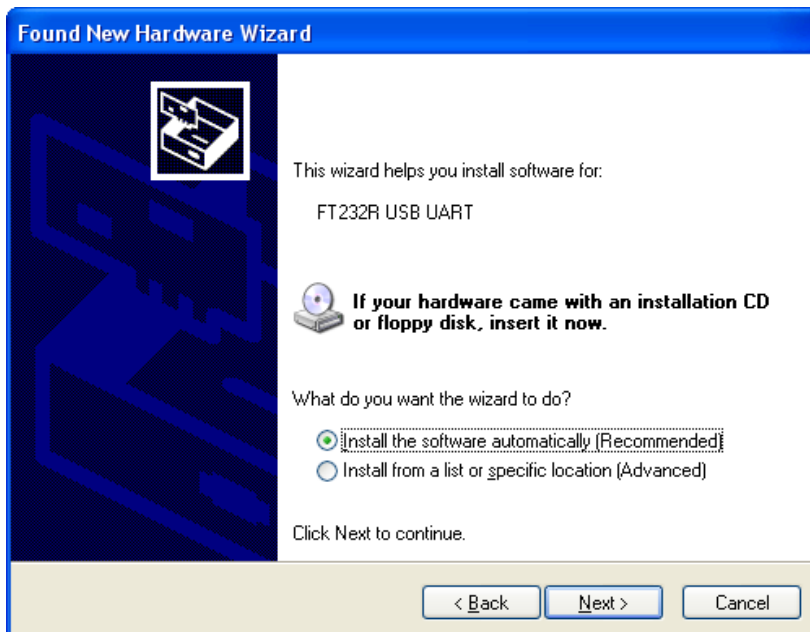 Found New Hardware Wizard
This wizard helps you install software for:
FT232R USB UART
If your hardware came with an installation CD
or floppy disk, insert it now.
What do you want the wizard to do?
Install the software automatically (Recommended)
Install from a list or specific location (Advanced)
Click Next to continue.
< Back Next > Cancel